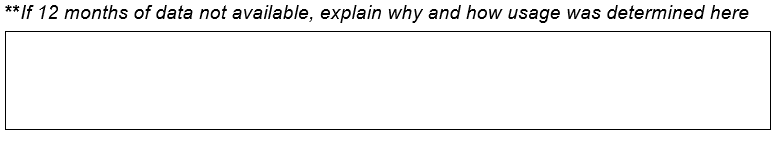 **If 12 months of data not available, explain why and how usage was determined here